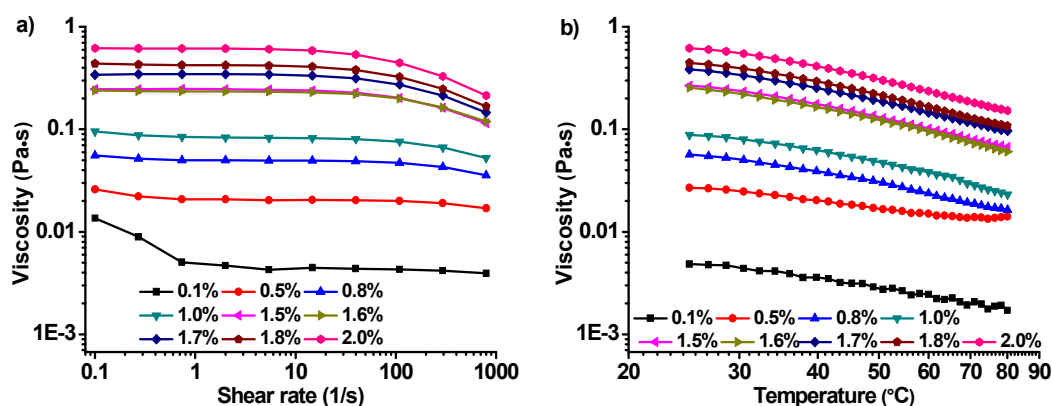 a)
Viscosity (Pa•s)
1
0.1
0.01
1E-3
0.1% 0.5% 0.8%
1.0% 1.5% 1.6%
1.7% 1.8% 2.0%
0.1 1 10 100 1000
Shear rate (1/s)
b)
Viscosity (Pa•s)
1
0.1
0.01
1E-3
0.1% 0.5% 0.8% 1.0%
1.5% 1.6% 1.7% 1.8% 2.0%
20 30 40 50 60 70 80 90
Temperature (°C)